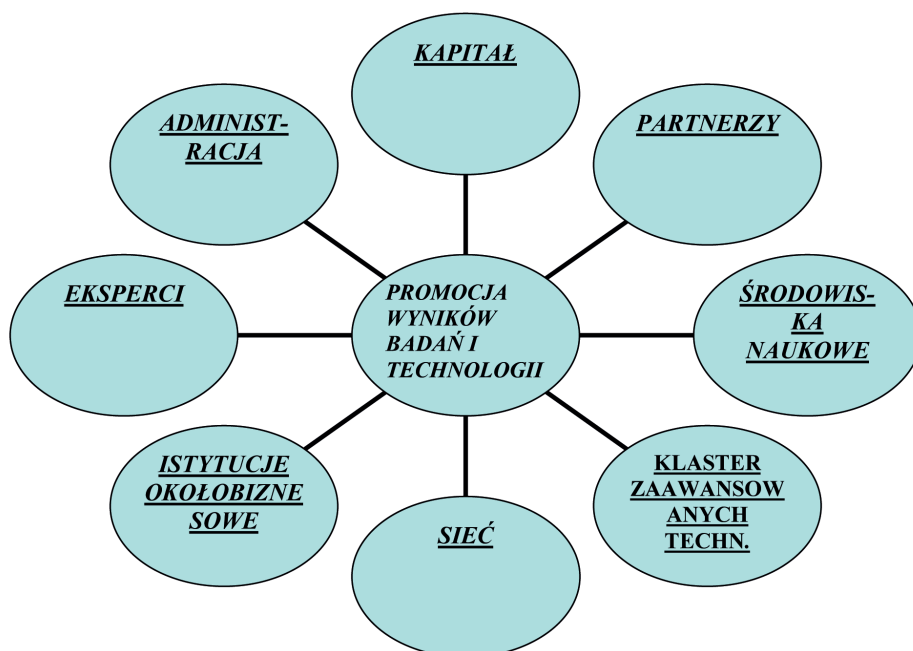 KAPITAŁ
ADMINIST-
RACJA
PARTNERZY
EKSPERCI
PROMOCJA
WYNIKÓW
BADAŃ I
TECHNOLOGII
ŚRODOWIS-
KA
NAUKOWE
ISTYTUCJE
OKOŁOBIZNE
SOWE
SIEĆ
KLASTER
ZAAWANSOW
ANYCH
TECHN.